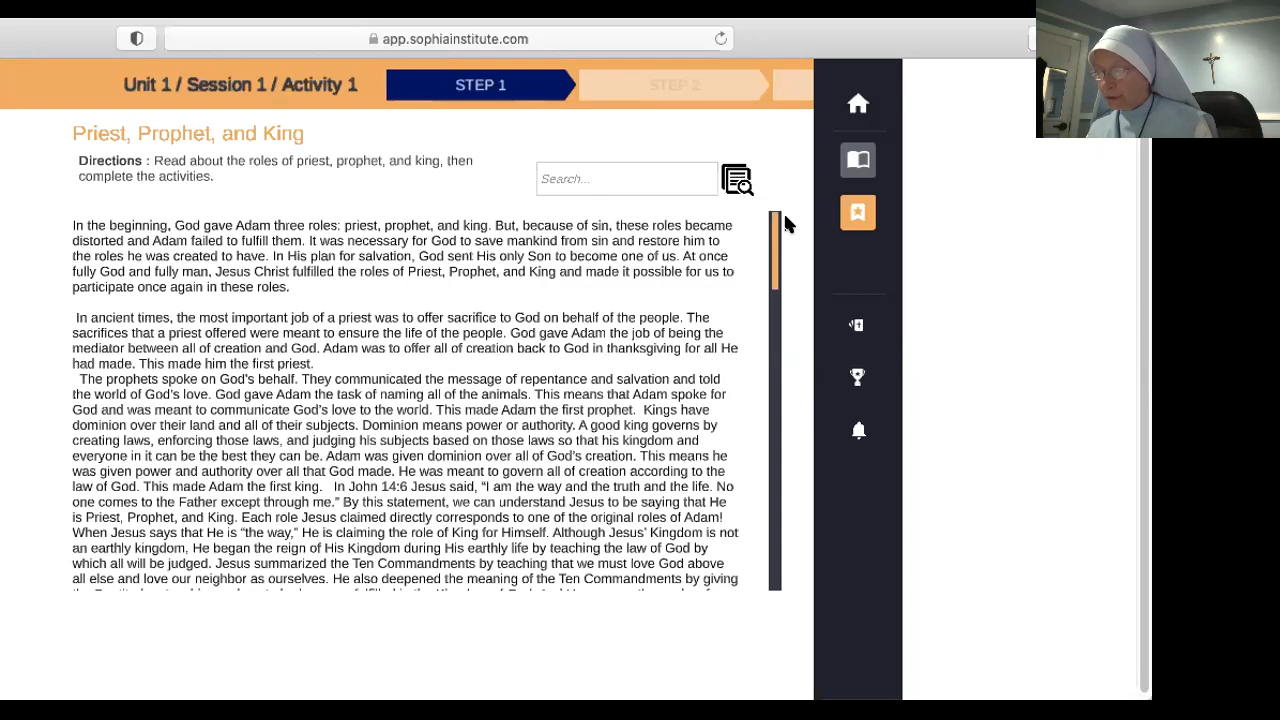 app.sophiainstitute.com
Unit 1 / Session 1 / Activity 1
STEP 1
STEP 2
Priest, Prophet, and King
Directions : Read about the roles of priest, prophet, and king, then
complete the activities.
Search...
In the beginning, God gave Adam three roles: priest, prophet, and king. But, because of sin, these roles became
distorted and Adam failed to fulfill them. It was necessary for God to save mankind from sin and restore him to
the roles he was created to have. In His plan for salvation, God sent His only Son to become one of us. At once
fully God and fully man, Jesus Christ fulfilled the roles of Priest, Prophet, and King and made it possible for us to
participate once again in these roles.
In ancient times, the most important job of a priest was to offer sacrifice to God on behalf of the people. The
sacrifices that a priest offered were meant to ensure the life of the people. God gave Adam the job of being the
mediator between all of creation and God. Adam was to offer all of creation back to God in thanksgiving for all He
had made. This made him the first priest.
The prophets spoke on God's behalf. They communicated the message of repentance and salvation and told
the world of God's love. God gave Adam the task of naming all of the animals. This means that Adam spoke for
God and was meant to communicate God's love to the world. This made Adam the first prophet. Kings have
dominion over their land and all of their subjects. Dominion means power or authority. A good king governs by
creating laws, enforcing those laws, and judging his subjects based on those laws so that his kingdom and
everyone in it can be the best they can be. Adam was given dominion over all of God's creation. This means he
was given power and authority over all that God made. He was meant to govern all of creation according to the
law of God. This made Adam the first king. In John 14:6 Jesus said, “I am the way and the truth and the life. No
one comes to the Father except through me.” By this statement, we can understand Jesus to be saying that He
is Priest, Prophet, and King. Each role Jesus claimed directly corresponds to one of the original roles of Adam!
When Jesus says that He is “the way,” He is claiming the role of King for Himself. Although Jesus' Kingdom is not
an earthly kingdom, He began the reign of His Kingdom during His earthly life by teaching the law of God by
which all will be judged. Jesus summarized the Ten Commandments by teaching that we must love God above
all else and love our neighbor as ourselves. He also deepened the meaning of the Ten Commandments by giving